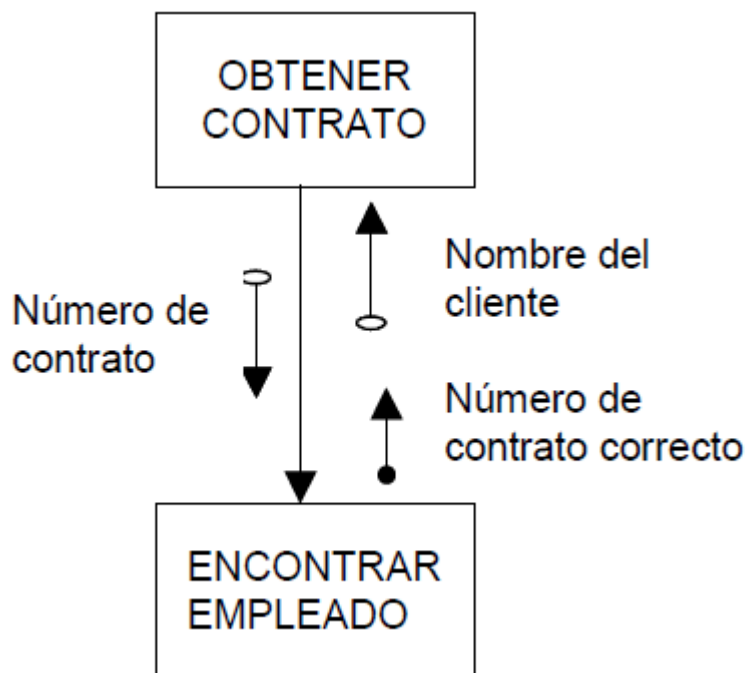 OBTENER
CONTRATO
Nombre del
cliente
Número de
contrato
Número de
contrato correcto
ENCONTRAR
EMPLEADO